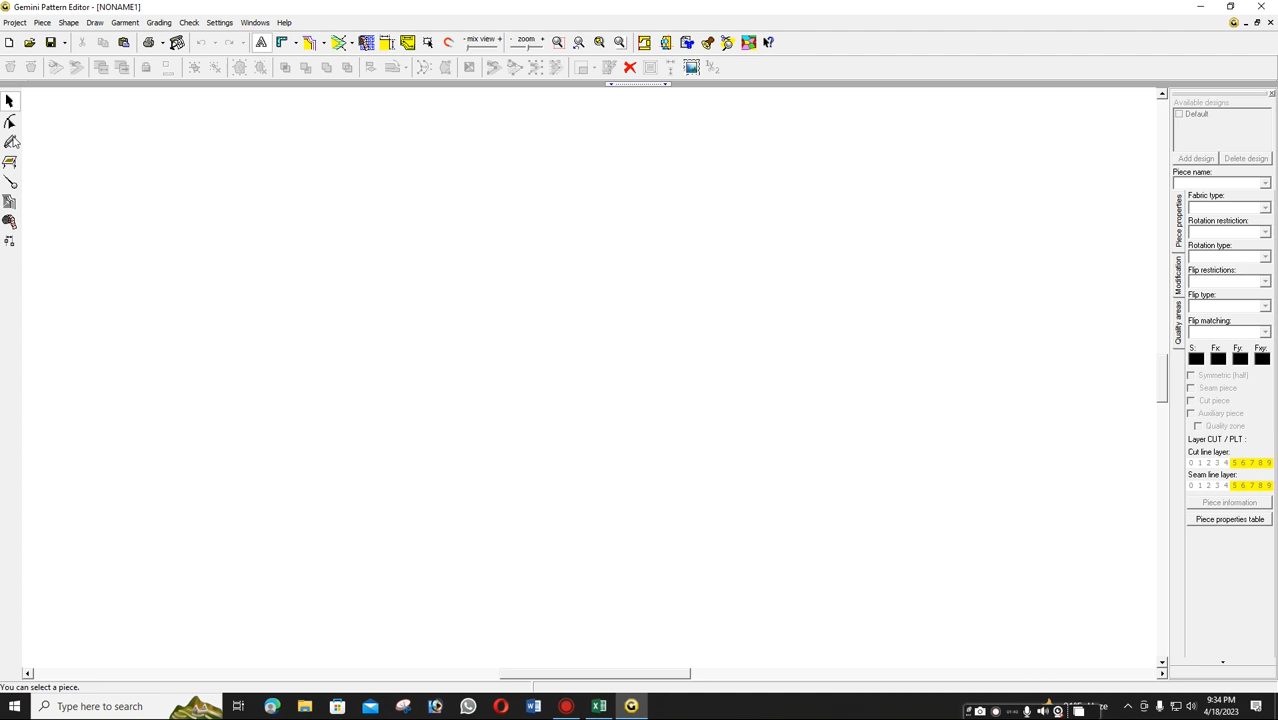 Gemini Pattern Editor - [NONAME1]
Project Piece Shape Draw Garment Grading Check Settings Windows Help
- mix view +
- zoom +
1/2
Available designs
Default
Add design Delete design
Piece name:
Piece properties
Modification
Quality areas
Fabric type:
Rotation restriction:
Rotation type:
Flip restrictions:
Flip type:
Flip matching:
S: Fx: Fy: Fxy:
Symmetric (half)
Seam piece
Cut piece
Auxiliary piece
Quality zone
Layer CUT / PLT :
Cut line layer:
0 1 2 3 4 5 6 7 8 9
Seam line layer:
0 1 2 3 4 5 6 7 8 9
Piece information
Piece properties table
You can select a piece.
Type here to search
9:34 PM
4/18/2023